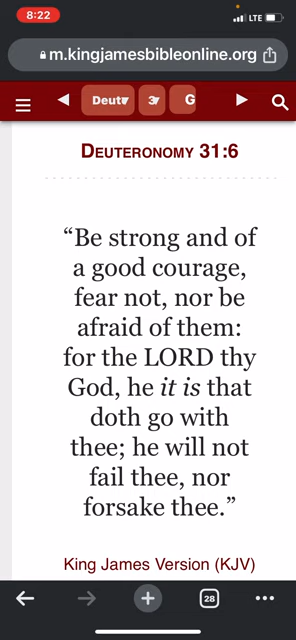 8:22
LTE
m.kingjamesbibleonline.org
Deut
3
G
DEUTERONOMY 31:6
“Be strong and of
a good courage,
fear not, nor be
afraid of them:
for the LORD thy
God, he it is that
doth go with
thee; he will not
fail thee, nor
forsake thee.”
King James Version (KJV)
28